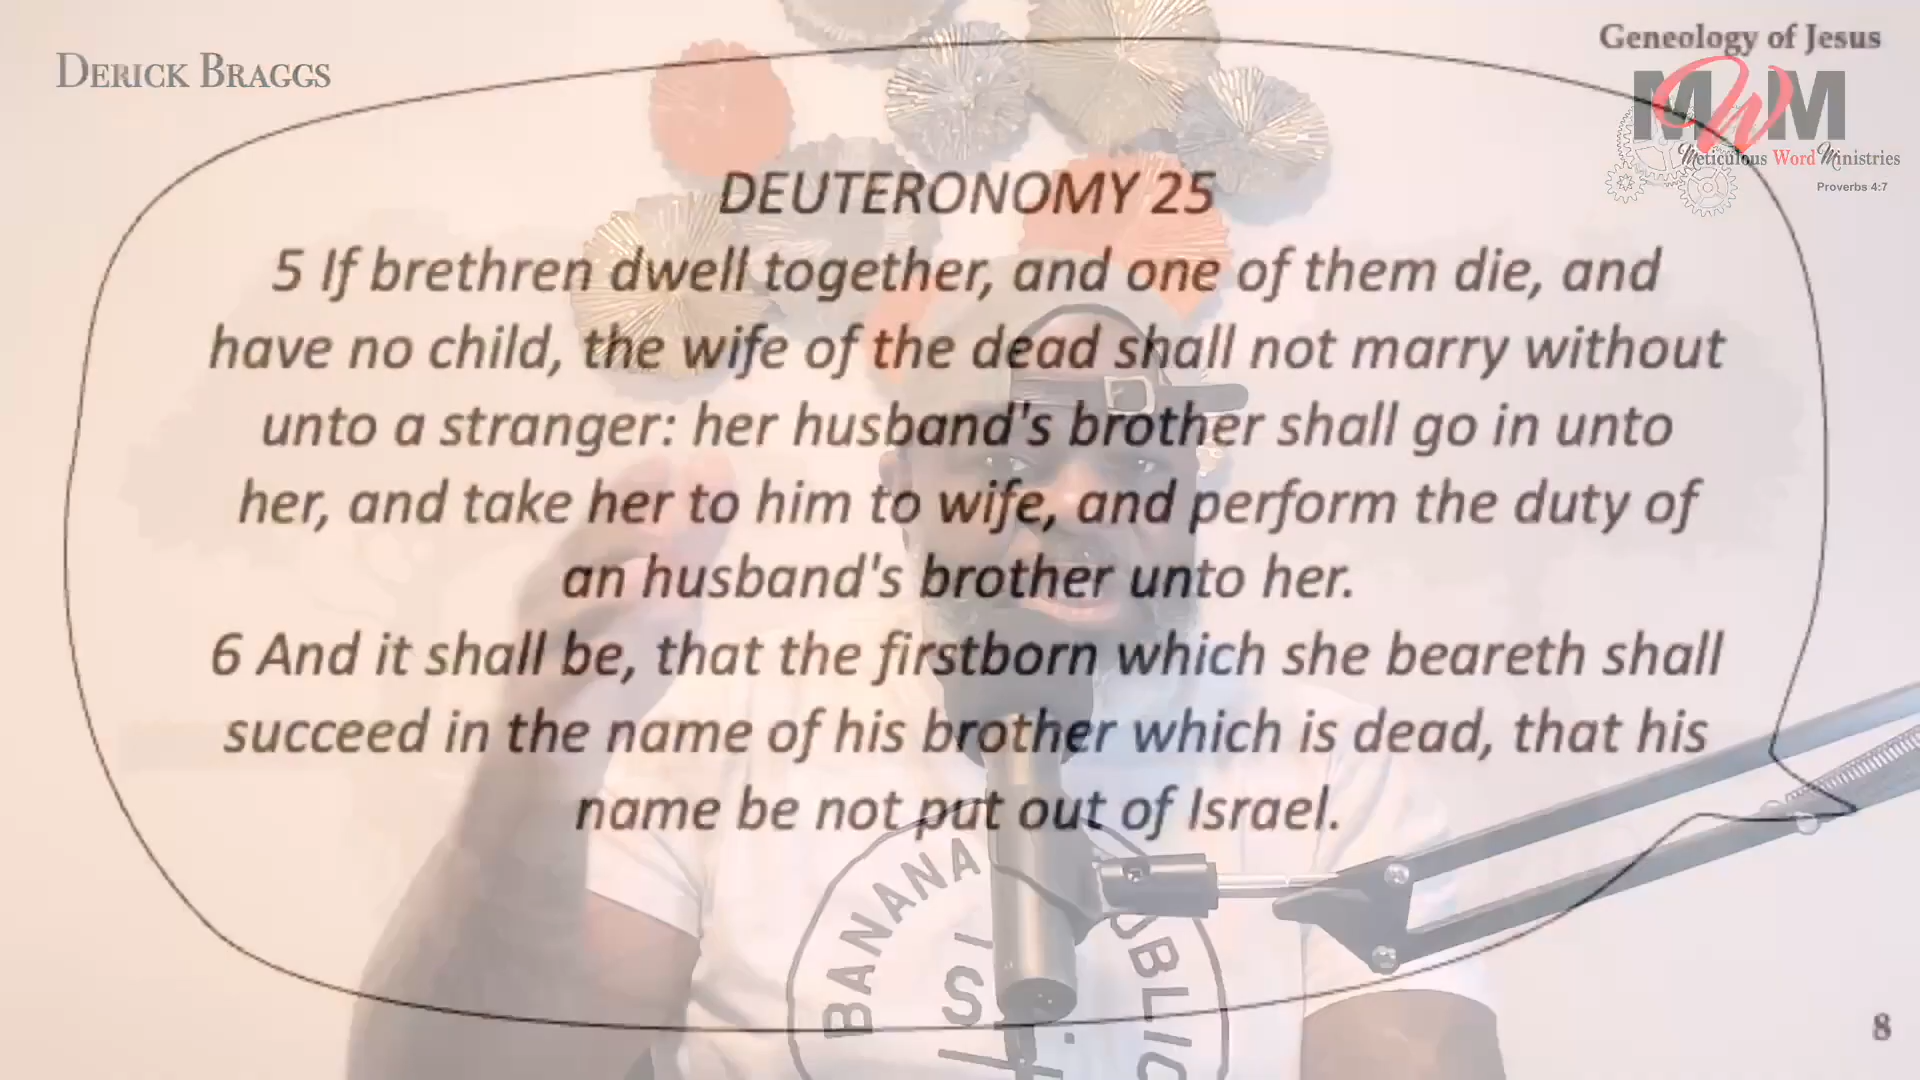 DERICK BRAGGS
Geneology of Jesus
MWM
Meticulous Word Ministries
Proverbs 4:7
DEUTERONOMY 25
5 If brethren dwell together, and one of them die, and
have no child, the wife of the dead shall not marry without
unto a stranger: her husband's brother shall go in unto
her, and take her to him to wife, and perform the duty of
an husband's brother unto her.
6 And it shall be, that the firstborn which she beareth shall
succeed in the name of his brother which is dead, that his
name be not put out of Israel.
BANANA
8